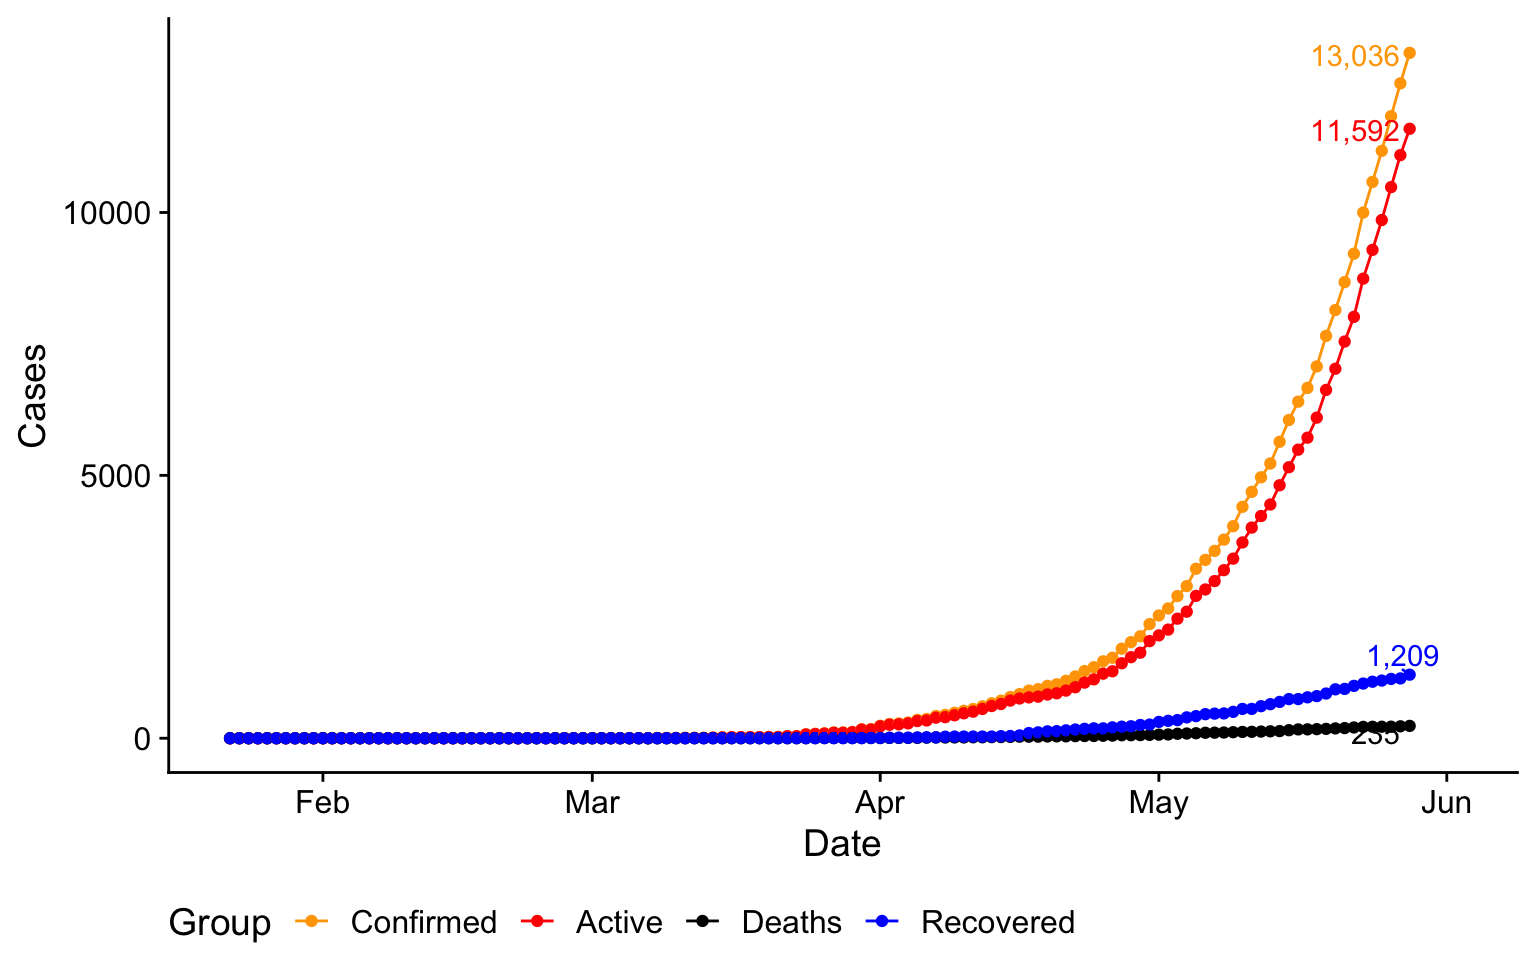 13,036
11,592
10000
5000
1,209
235
0
Cases
Feb Mar Apr May Jun
Date
Group Confirmed Active Deaths Recovered